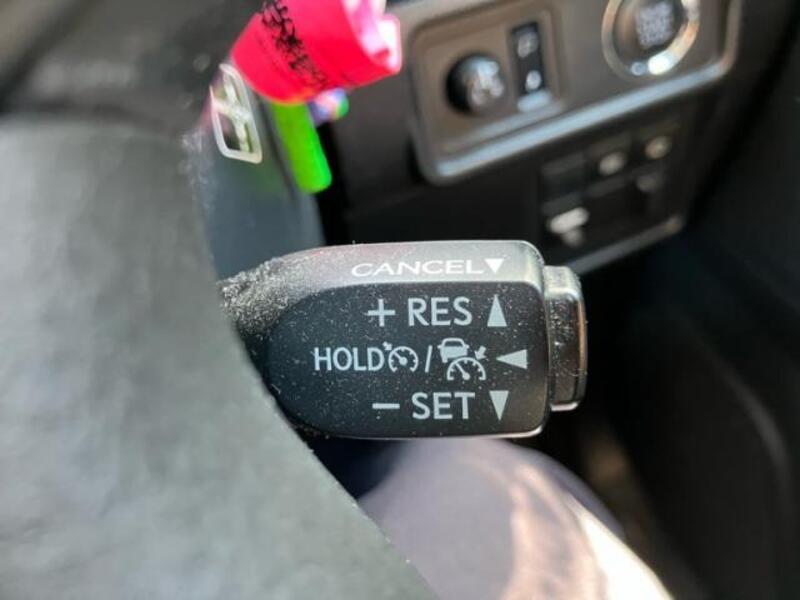 CANCEL▼
+ RES ▲
HOLD / ◀
− SET ▼